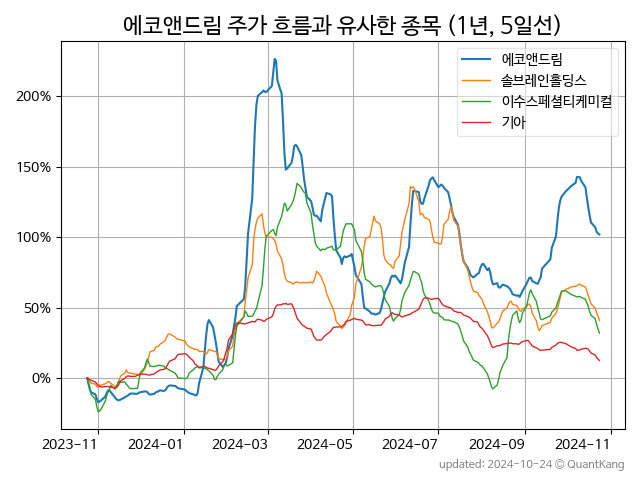 에코앤드림 주가 흐름과 유사한 종목 (1년, 5일선)
에코앤드림
솔브레인홀딩스
이수스페셜티케미컬
기아
200%
150%
100%
50%
0%
2023-11 2024-01 2024-03 2024-05 2024-07 2024-09 2024-11
updated: 2024-10-24 © QuantKang